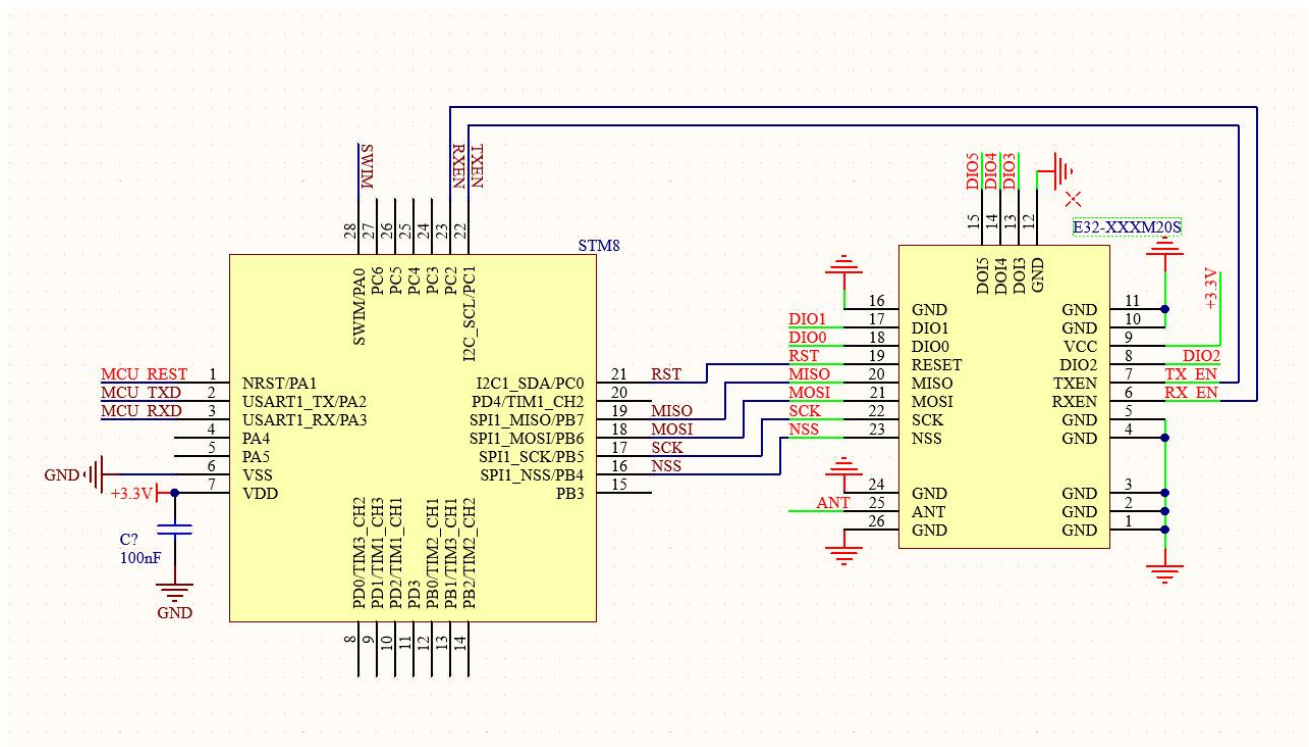 SWIM
RXEN
TXEN
28
27
26
25
24
23
22
STM8
SWIM/PA0
PC6
PC5
PC4
PC3
PC2
I2C_SCL/PC1
MCU_REST 1 NRST/PA1
MCU_TXD 2 USART1_TX/PA2
MCU_RXD 3 USART1_RX/PA3
4 PA4
5 PA5
GND 6 VSS
+3.3V 7 VDD
C?
100nF
GND
I2C1_SDA/PC0 21 RST
PD4/TIM1_CH2 20
SPI1_MISO/PB7 19 MISO
SPI1_MOSI/PB6 18 MOSI
SPI1_SCK/PB5 17 SCK
SPI1_NSS/PB4 16 NSS
PB3 15
PD0/TIM3_CH2
PD1/TIM1_CH3
PD2/TIM1_CH1
PD3
PB0/TIM2_CH1
PB1/TIM3_CH1
PB2/TIM2_CH2
8
9
10
11
12
13
14
DIO5
DIO4
DIO3
15
14
13
12
E32-XXXM20S
DOI5
DOI4
DOI3
GND
16 GND
DIO1 17 DIO1
DIO0 18 DIO0
RST 19 RESET
MISO 20 MISO
MOSI 21 MOSI
SCK 22 SCK
NSS 23 NSS
24 GND
ANT 25 ANT
26 GND
+3.3V
GND 11
GND 10
VCC 9
DIO2 8 DIO2
TXEN 7 TX_EN
RXEN 6 RX_EN
GND 5
GND 4
GND 3
GND 2
GND 1